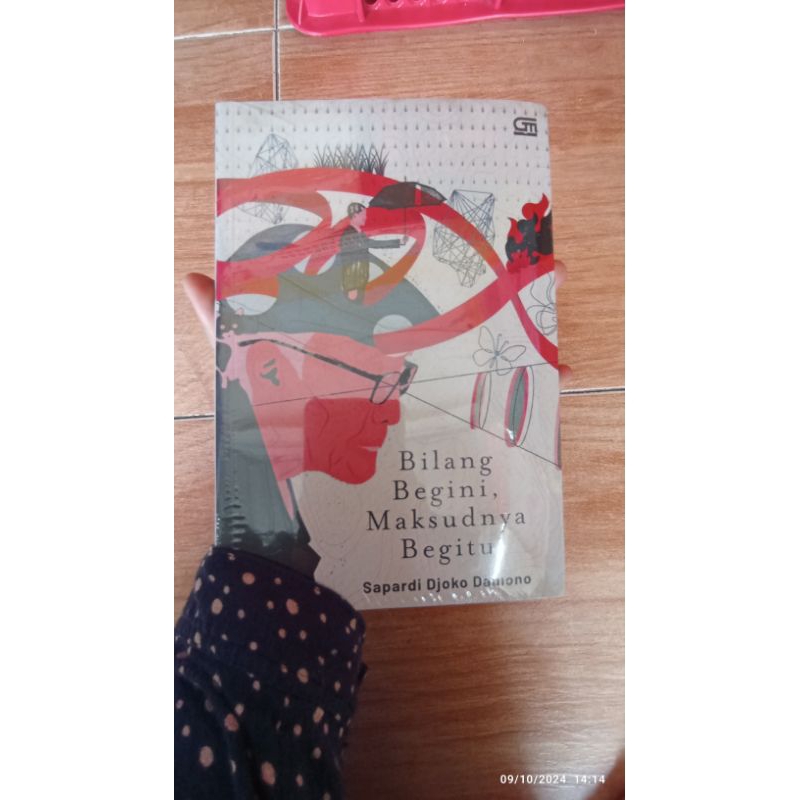 Bilang
Begini,
Maksudnya
Begitu
Sapardi Djoko Damono
09/10/2024 14:14